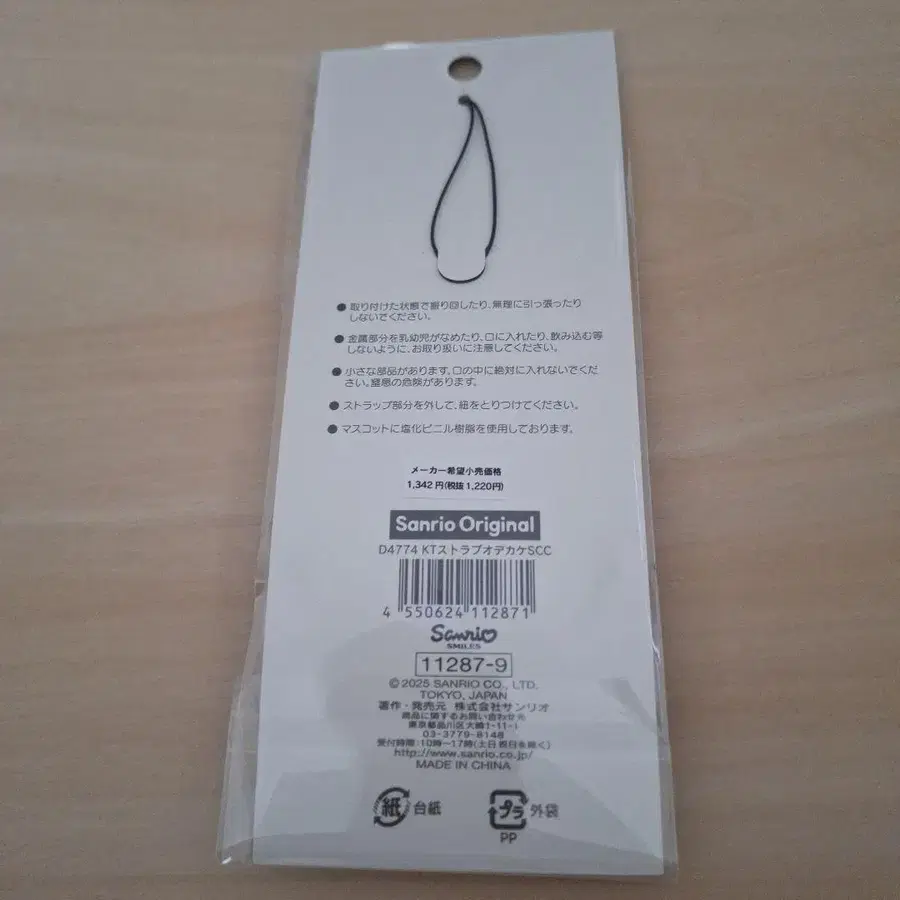 ● 取り付けた状態で振り回したり、無理に引っ張ったり
しないでください。
● 金属部分を乳幼児がなめたり、口に入れたり、飲み込む等
しないように、お取り扱いに注意してください。
● 小さな部品があります。口の中に絶対に入れないでくだ
さい。窒息の危険があります。
● ストラップ部分を外して、紐をとりつけてください。
● マスコットに塩化ビニル樹脂を使用しております。
メーカー希望小売価格
1,342円(税抜1,220円)
Sanrio Original
D4774 KTストラプオデカケSCC
4 550624 112871
Sanrio
SMILES
11287-9
© 2025 SANRIO CO., LTD.
TOKYO, JAPAN
著作・発売元 株式会社サンリオ
商品に関するお問い合わせ先
東京都品川区大崎1-11-1
03-3779-8148
受付時間:10時〜17時(土日祝日を除く)
http://www.sanrio.co.jp/
MADE IN CHINA
紙 台紙
プラ 外袋
PP